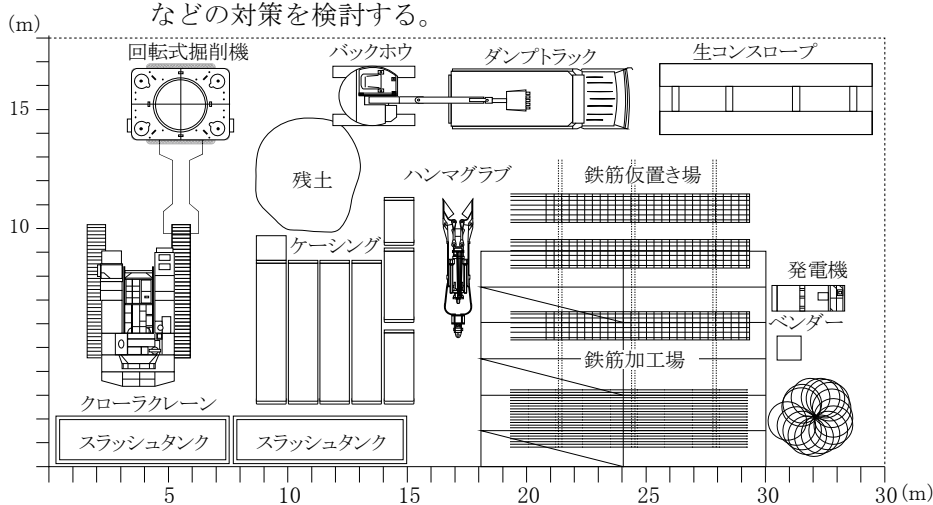 などの対策を検討する。
(m)
回転式掘削機
バックホウ
ダンプトラック
生コンスロープ
15
残土
ハンマグラブ
鉄筋仮置き場
10
ケーシング
発電機
ベンダー
5
鉄筋加工場
クローラクレーン
スラッシュタンク
スラッシュタンク
5
10
15
20
25
30
30
(m)